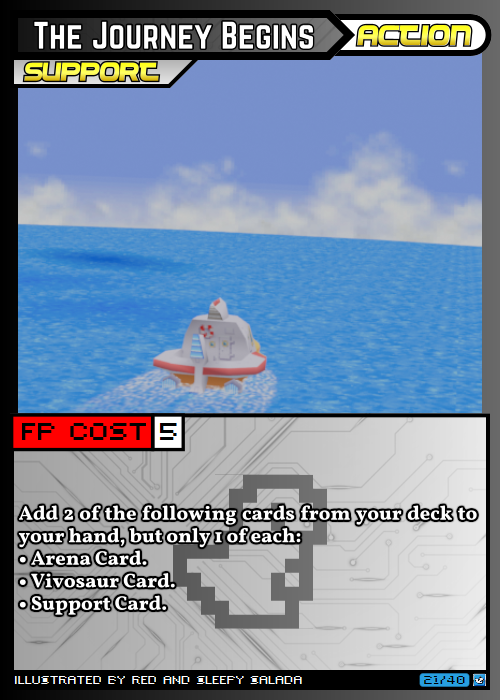 The Journey Begins
ACTION
SUPPORT
FP COST 5
Add 2 of the following cards from your deck to
your hand, but only 1 of each:
• Arena Card.
• Vivosaur Card.
• Support Card.
ILLUSTRATED BY RED AND SLEEPY SALADA
21/40